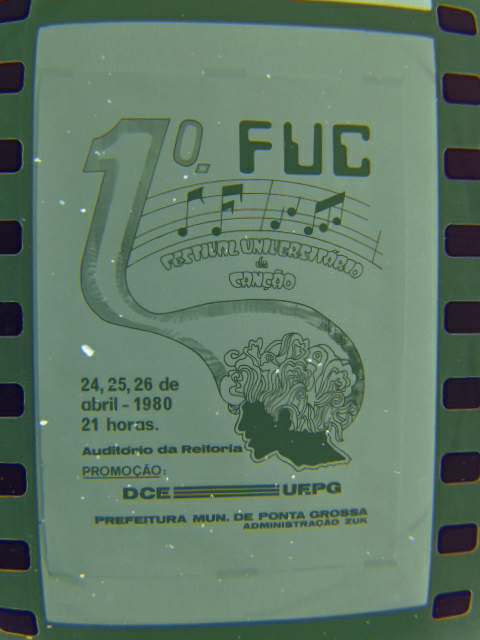 1º. FUC
FESTIVAL UNIVERSITÁRIO
da
CANÇÃO
24, 25, 26 de
abril - 1980
21 horas.
Auditório da Reitoria
PROMOÇÃO:
DCE UEPG
PREFEITURA MUN. DE PONTA GROSSA
ADMINISTRAÇÃO ZUK